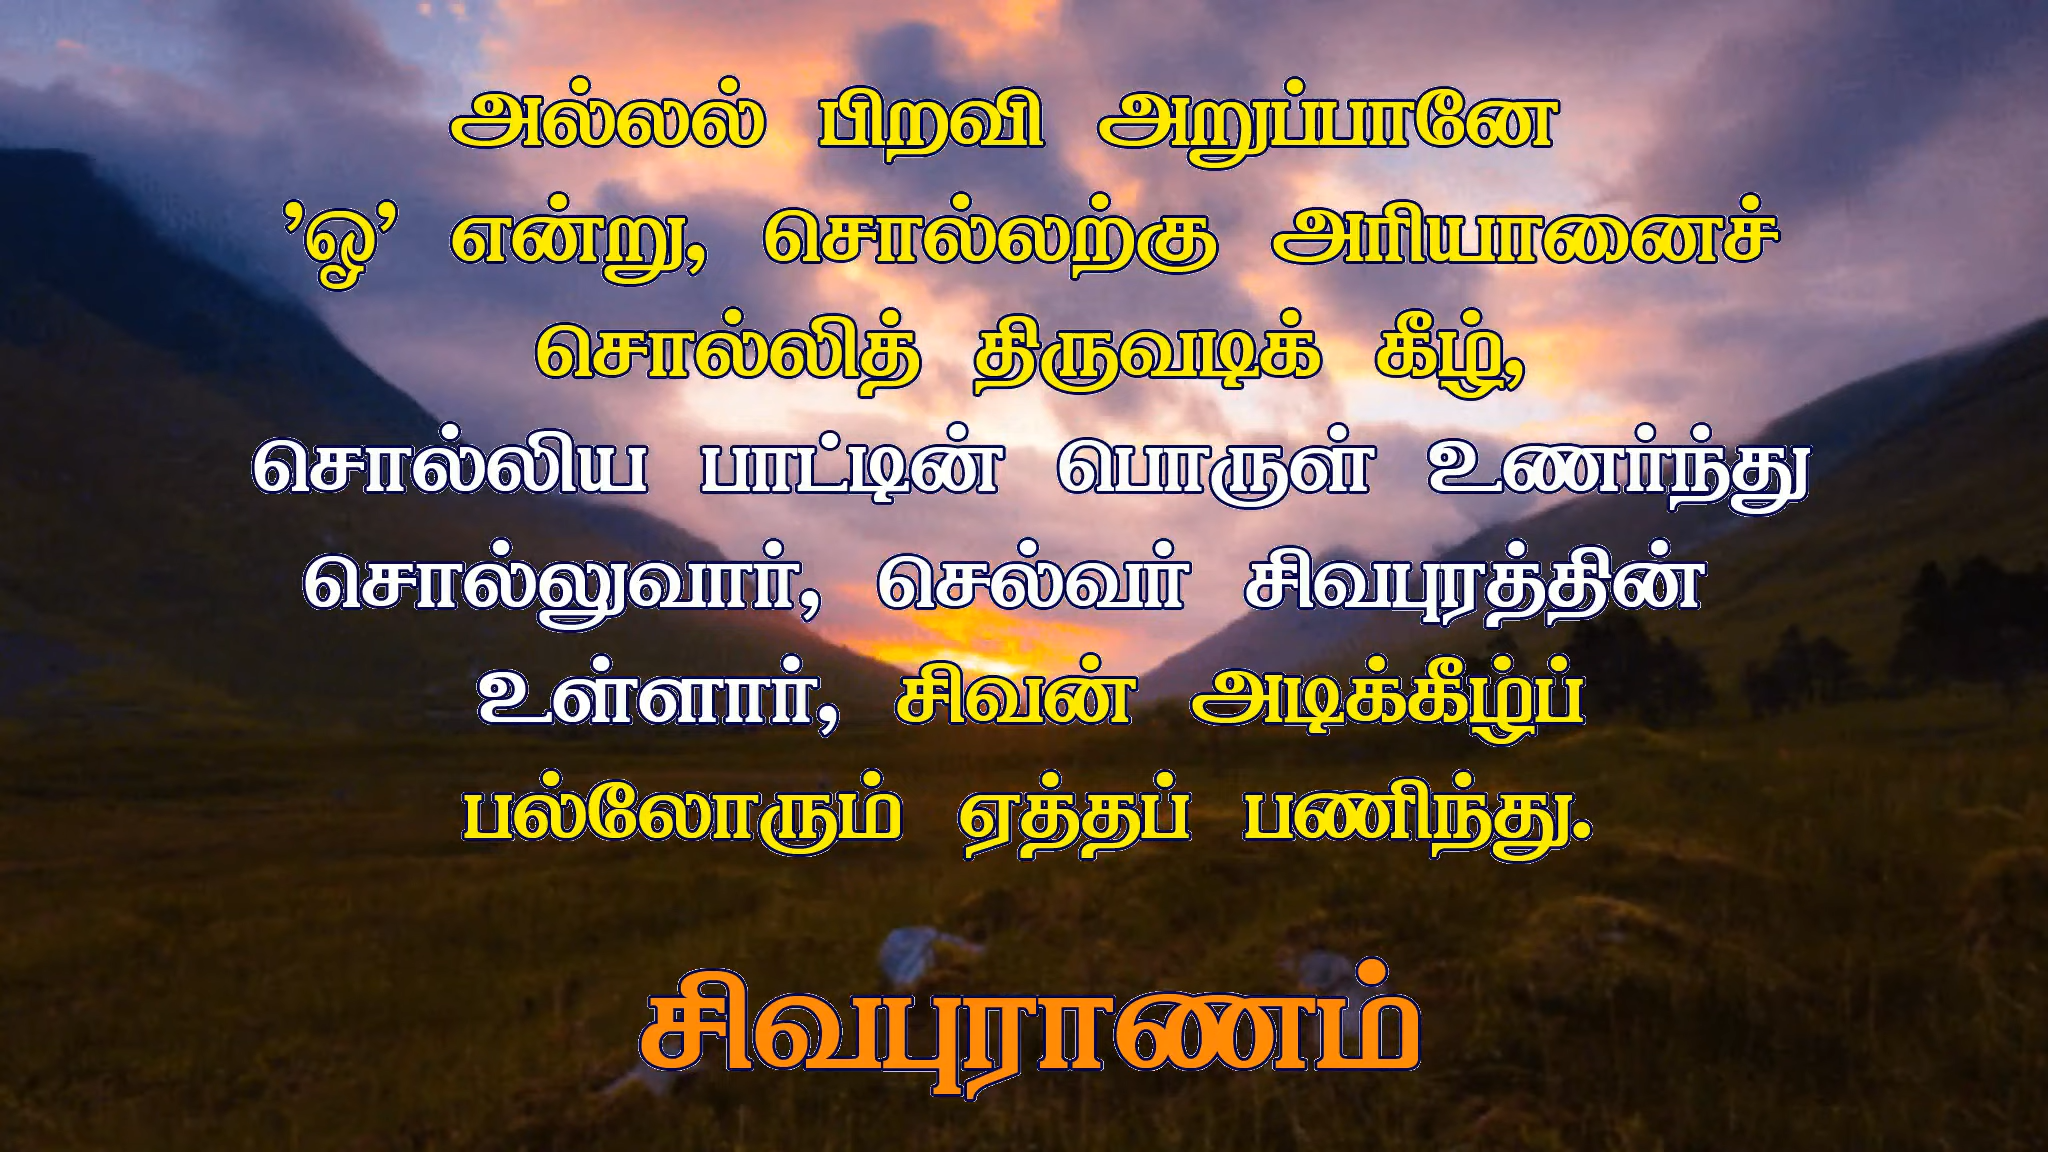 அல்லல் பிறவி அறுப்பானே
'ஓ' என்று, சொல்லற்கு அரியானைச்
சொல்லித் திருவடிக் கீழ்,
சொல்லிய பாட்டின் பொருள் உணர்ந்து
சொல்லுவார், செல்வர் சிவபுரத்தின்
உள்ளார், சிவன் அடிக்கீழ்ப்
பல்லோரும் ஏத்தப் பணிந்து.
சிவபுராணம்